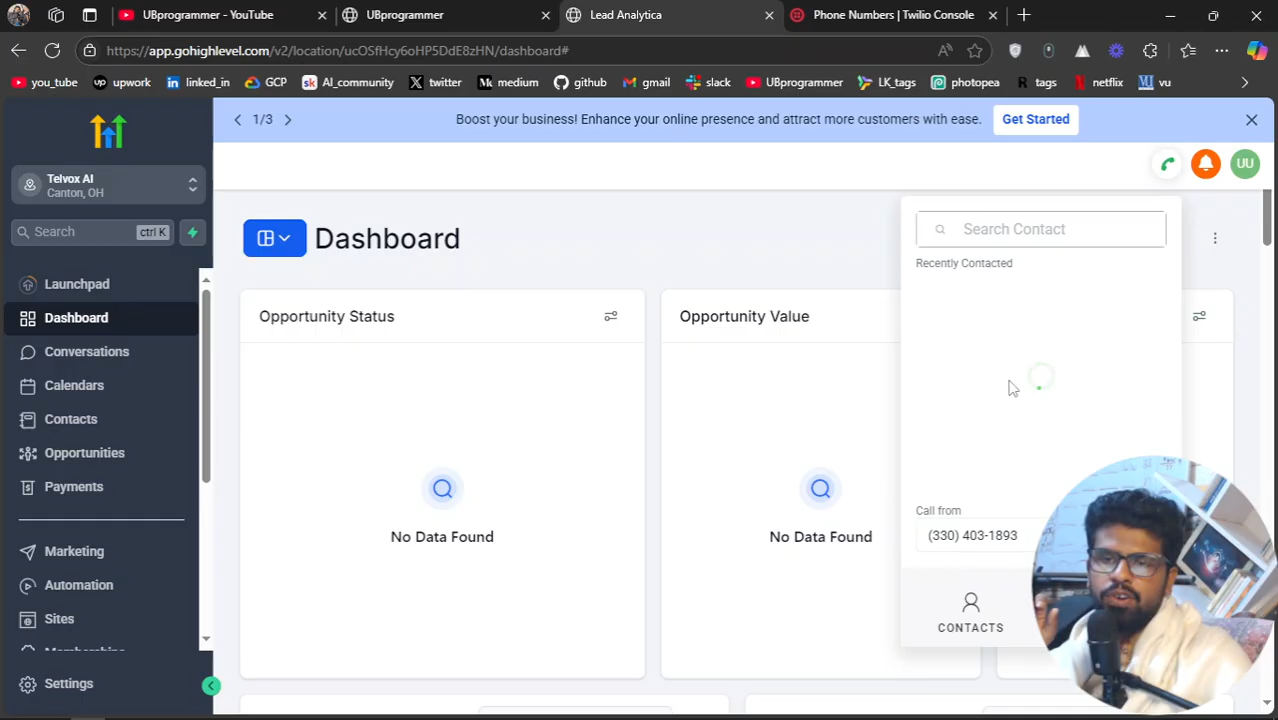 UBprogrammer - YouTube
UBprogrammer
Lead Analytica
Phone Numbers | Twilio Console
https://app.gohighlevel.com/v2/location/ucOSfHcy6oHP5DdE8zHN/dashboard#
you_tube
upwork
linked_in
GCP
AI_community
twitter
medium
github
gmail
slack
UBprogrammer
LK_tags
photopea
tags
netflix
vu
1/3
Boost your business! Enhance your online presence and attract more customers with ease.
Get Started
Telvox AI
Canton, OH
UU
Search
ctrl K
Dashboard
Search Contact
Recently Contacted
Launchpad
Dashboard
Conversations
Calendars
Contacts
Opportunities
Payments
Marketing
Automation
Sites
Memberships
Settings
Opportunity Status
No Data Found
Opportunity Value
No Data Found
Call from
(330) 403-1893
CONTACTS